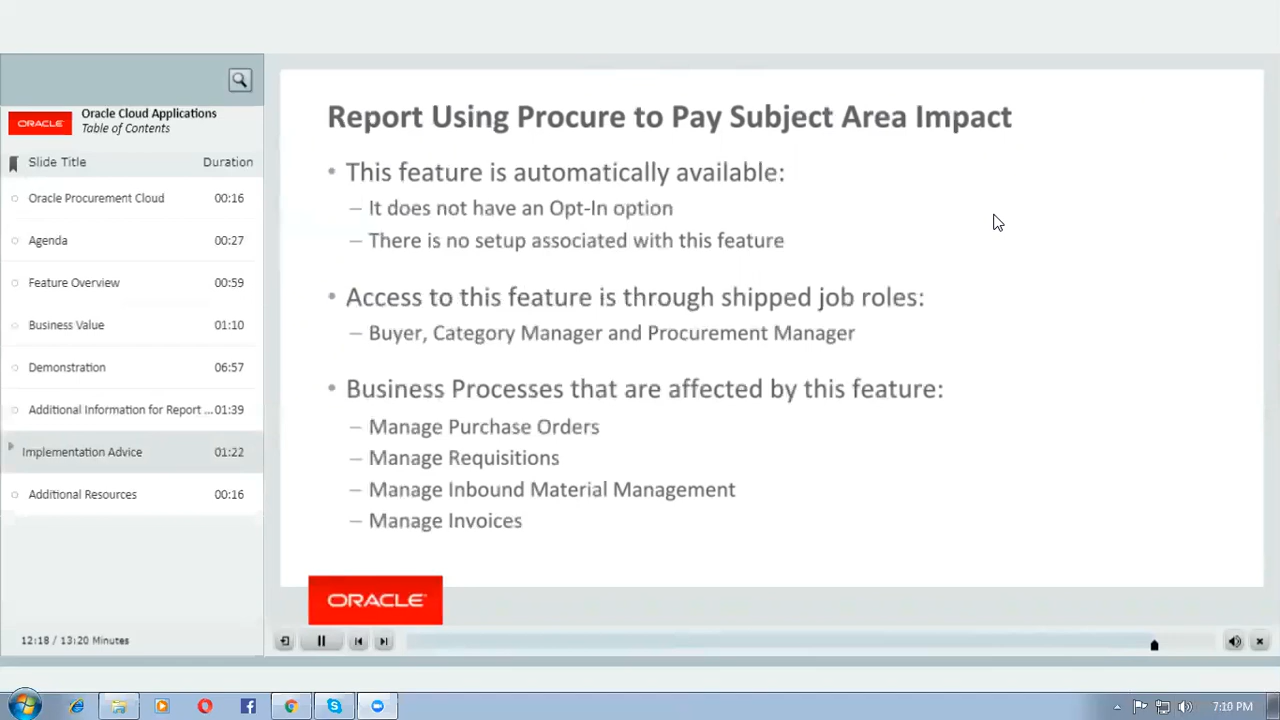 ORACLE
Oracle Cloud Applications
Table of Contents
Slide Title Duration
Oracle Procurement Cloud 00:16
Agenda 00:27
Feature Overview 00:59
Business Value 01:10
Demonstration 06:57
Additional Information for Report ... 01:39
Implementation Advice 01:22
Additional Resources 00:16
12:18 / 13:20 Minutes
Report Using Procure to Pay Subject Area Impact
• This feature is automatically available:
– It does not have an Opt-In option
– There is no setup associated with this feature
• Access to this feature is through shipped job roles:
– Buyer, Category Manager and Procurement Manager
• Business Processes that are affected by this feature:
– Manage Purchase Orders
– Manage Requisitions
– Manage Inbound Material Management
– Manage Invoices
ORACLE
7:10 PM